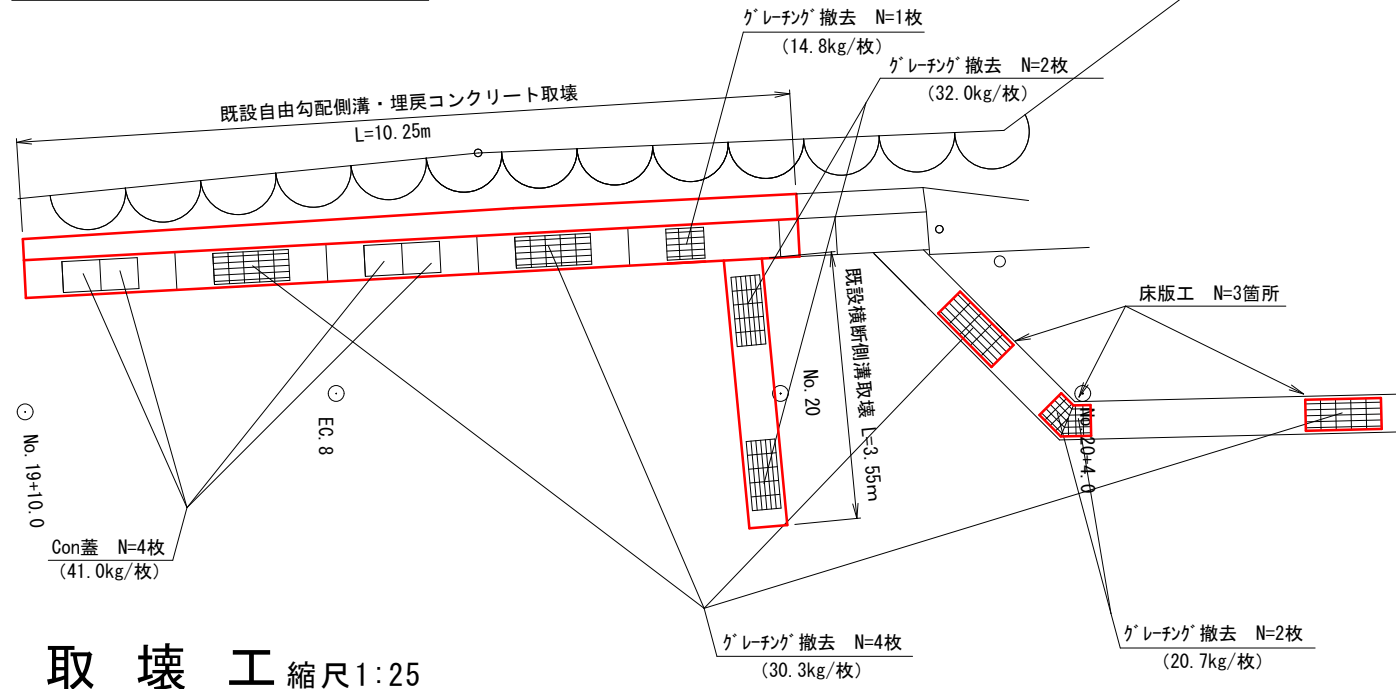 グレーチング撤去 N=1枚
(14.8kg/枚)
グレーチング撤去 N=2枚
(32.0kg/枚)
既設自由勾配側溝・埋戻コンクリート取壊
L=10.25m
既設横断側溝取壊 L=3.55m
床版工 N=3箇所
No.19+10.0
EC.8
No.20
No.20+4.0
Con蓋 N=4枚
(41.0kg/枚)
グレーチング撤去 N=4枚
(30.3kg/枚)
グレーチング撤去 N=2枚
(20.7kg/枚)
取壊工 縮尺1:25